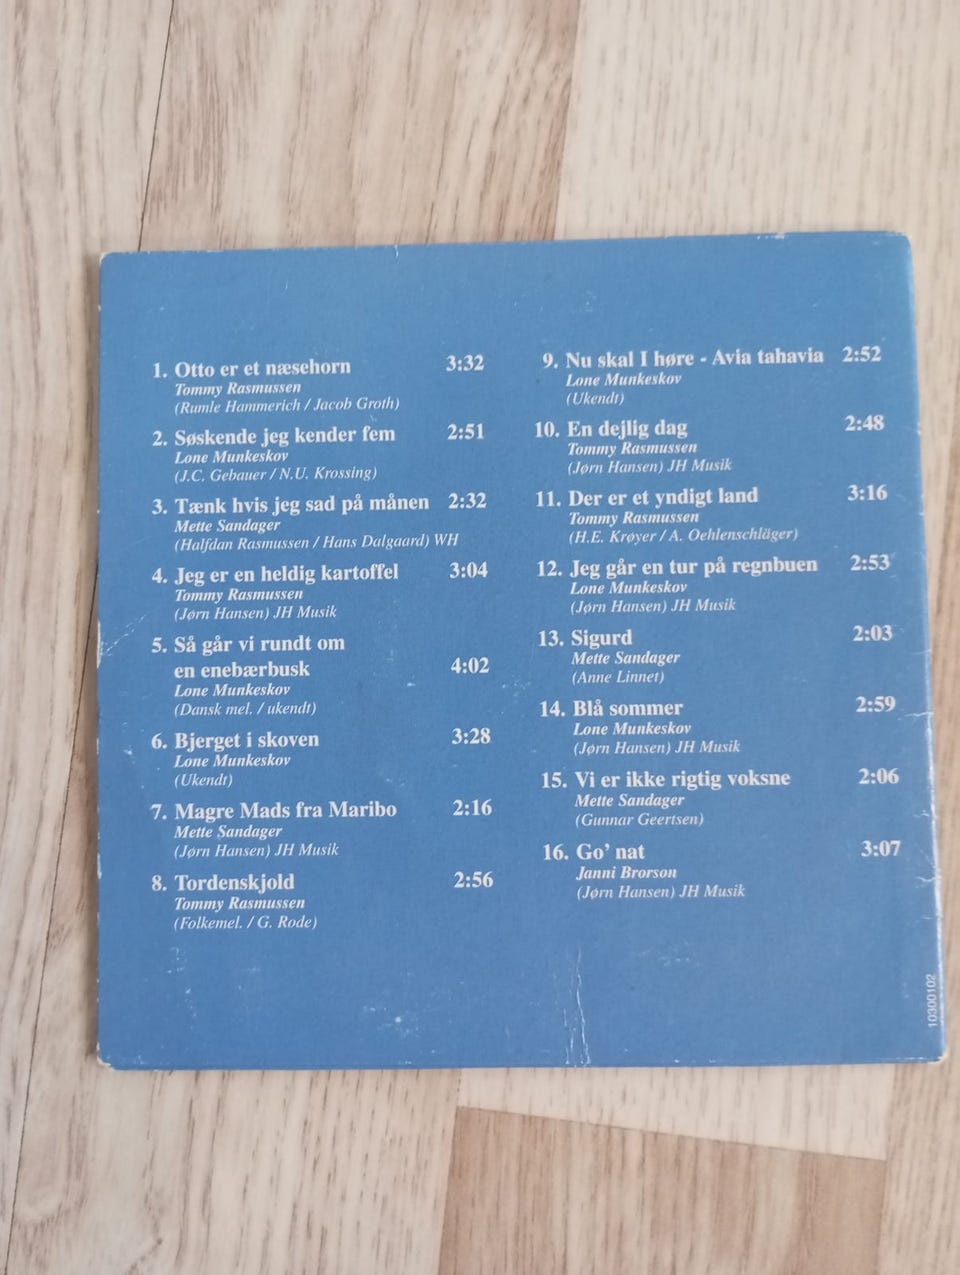 1. Otto er et næsehorn 3:32
Tommy Rasmussen
(Rumle Hammerich / Jacob Groth)
2. Søskende jeg kender fem 2:51
Lone Munkeskov
(J.C. Gebauer / N.U. Krossing)
3. Tænk hvis jeg sad på månen 2:32
Mette Sandager
(Halfdan Rasmussen / Hans Dalgaard) WH
4. Jeg er en heldig kartoffel 3:04
Tommy Rasmussen
(Jørn Hansen) JH Musik
5. Så går vi rundt om
en enebærbusk 4:02
Lone Munkeskov
(Dansk mel. / ukendt)
6. Bjerget i skoven 3:28
Lone Munkeskov
(Ukendt)
7. Magre Mads fra Maribo 2:16
Mette Sandager
(Jørn Hansen) JH Musik
8. Tordenskjold 2:56
Tommy Rasmussen
(Folkemel. / G. Rode)
9. Nu skal I høre - Avia tahavia 2:52
Lone Munkeskov
(Ukendt)
10. En dejlig dag 2:48
Tommy Rasmussen
(Jørn Hansen) JH Musik
11. Der er et yndigt land 3:16
Tommy Rasmussen
(H.E. Krøyer / A. Oehlenschläger)
12. Jeg går en tur på regnbuen 2:53
Lone Munkeskov
(Jørn Hansen) JH Musik
13. Sigurd 2:03
Mette Sandager
(Anne Linnet)
14. Blå sommer 2:59
Lone Munkeskov
(Jørn Hansen) JH Musik
15. Vi er ikke rigtig voksne 2:06
Mette Sandager
(Gunnar Geertsen)
16. Go' nat 3:07
Janni Brorson
(Jørn Hansen) JH Musik
10300102